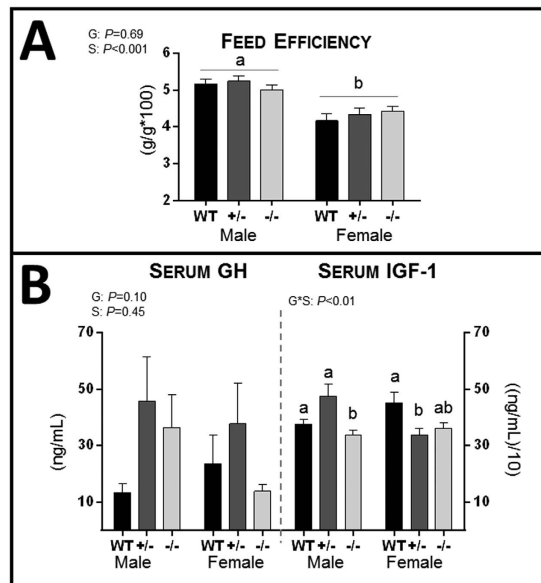 A
G: P=0.69
S: P<0.001
FEED EFFICIENCY
a
b
(g/g*100)
6
5
4
3
2
WT +/- -/- WT +/- -/-
Male Female
B
SERUM GH SERUM IGF-1
G: P=0.10
S: P=0.45
G*S: P<0.01
70 70
50 50
30 30
10 10
a a b a b ab
(ng/mL)
((ng/mL)/10)
WT +/- -/- WT +/- -/- WT +/- -/- WT +/- -/-
Male Female Male Female